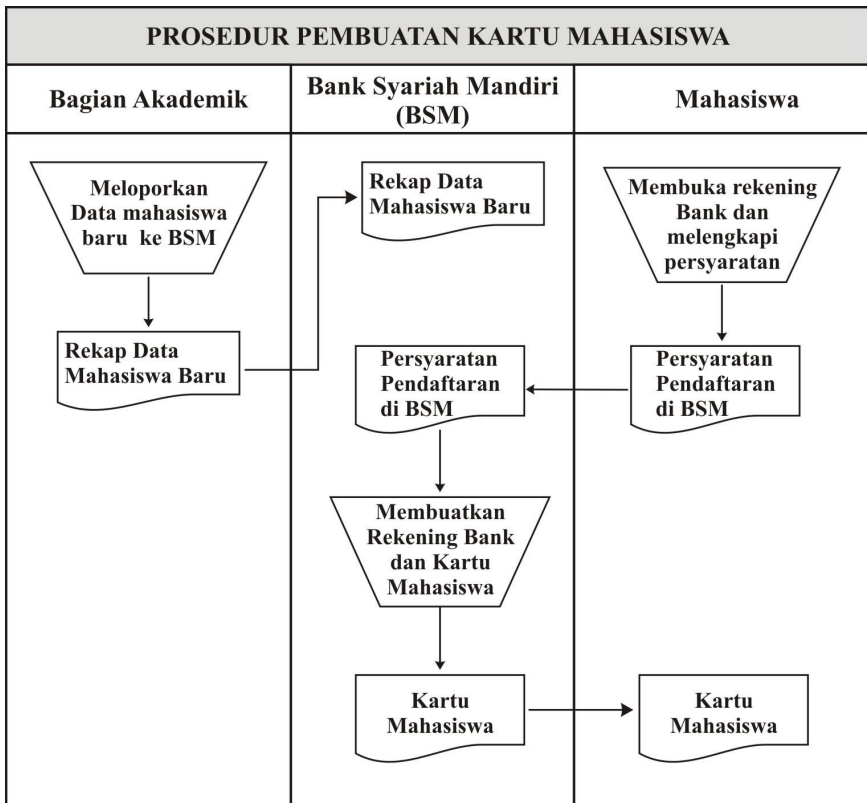 PROSEDUR PEMBUATAN KARTU MAHASISWA
Bagian Akademik
Bank Syariah Mandiri
(BSM)
Mahasiswa
Meloporkan
Data mahasiswa
baru ke BSM
Rekap Data
Mahasiswa Baru
Rekap Data
Mahasiswa Baru
Membuka rekening
Bank dan
melengkapi
persyaratan
Persyaratan
Pendaftaran
di BSM
Persyaratan
Pendaftaran
di BSM
Membuatkan
Rekening Bank
dan Kartu
Mahasiswa
Kartu
Mahasiswa
Kartu
Mahasiswa